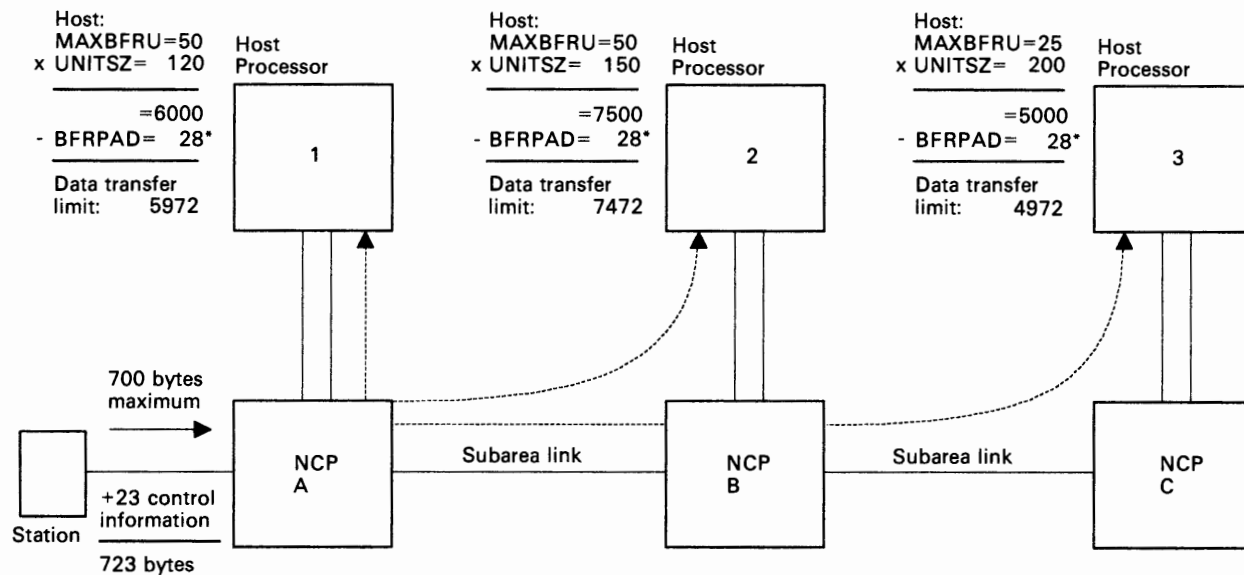 Host:
MAXBFRU=50
x UNITSZ= 120
=6000
- BFRPAD= 28*
Data transfer
limit: 5972
Host
Processor
1
Host:
MAXBFRU=50
x UNITSZ= 150
=7500
- BFRPAD= 28*
Data transfer
limit: 7472
Host
Processor
2
Host:
MAXBFRU=25
x UNITSZ= 200
=5000
- BFRPAD= 28*
Data transfer
limit: 4972
Host
Processor
3
700 bytes
maximum
Station
+23 control
information
723 bytes
NCP
A
Subarea link
NCP
B
Subarea link
NCP
C